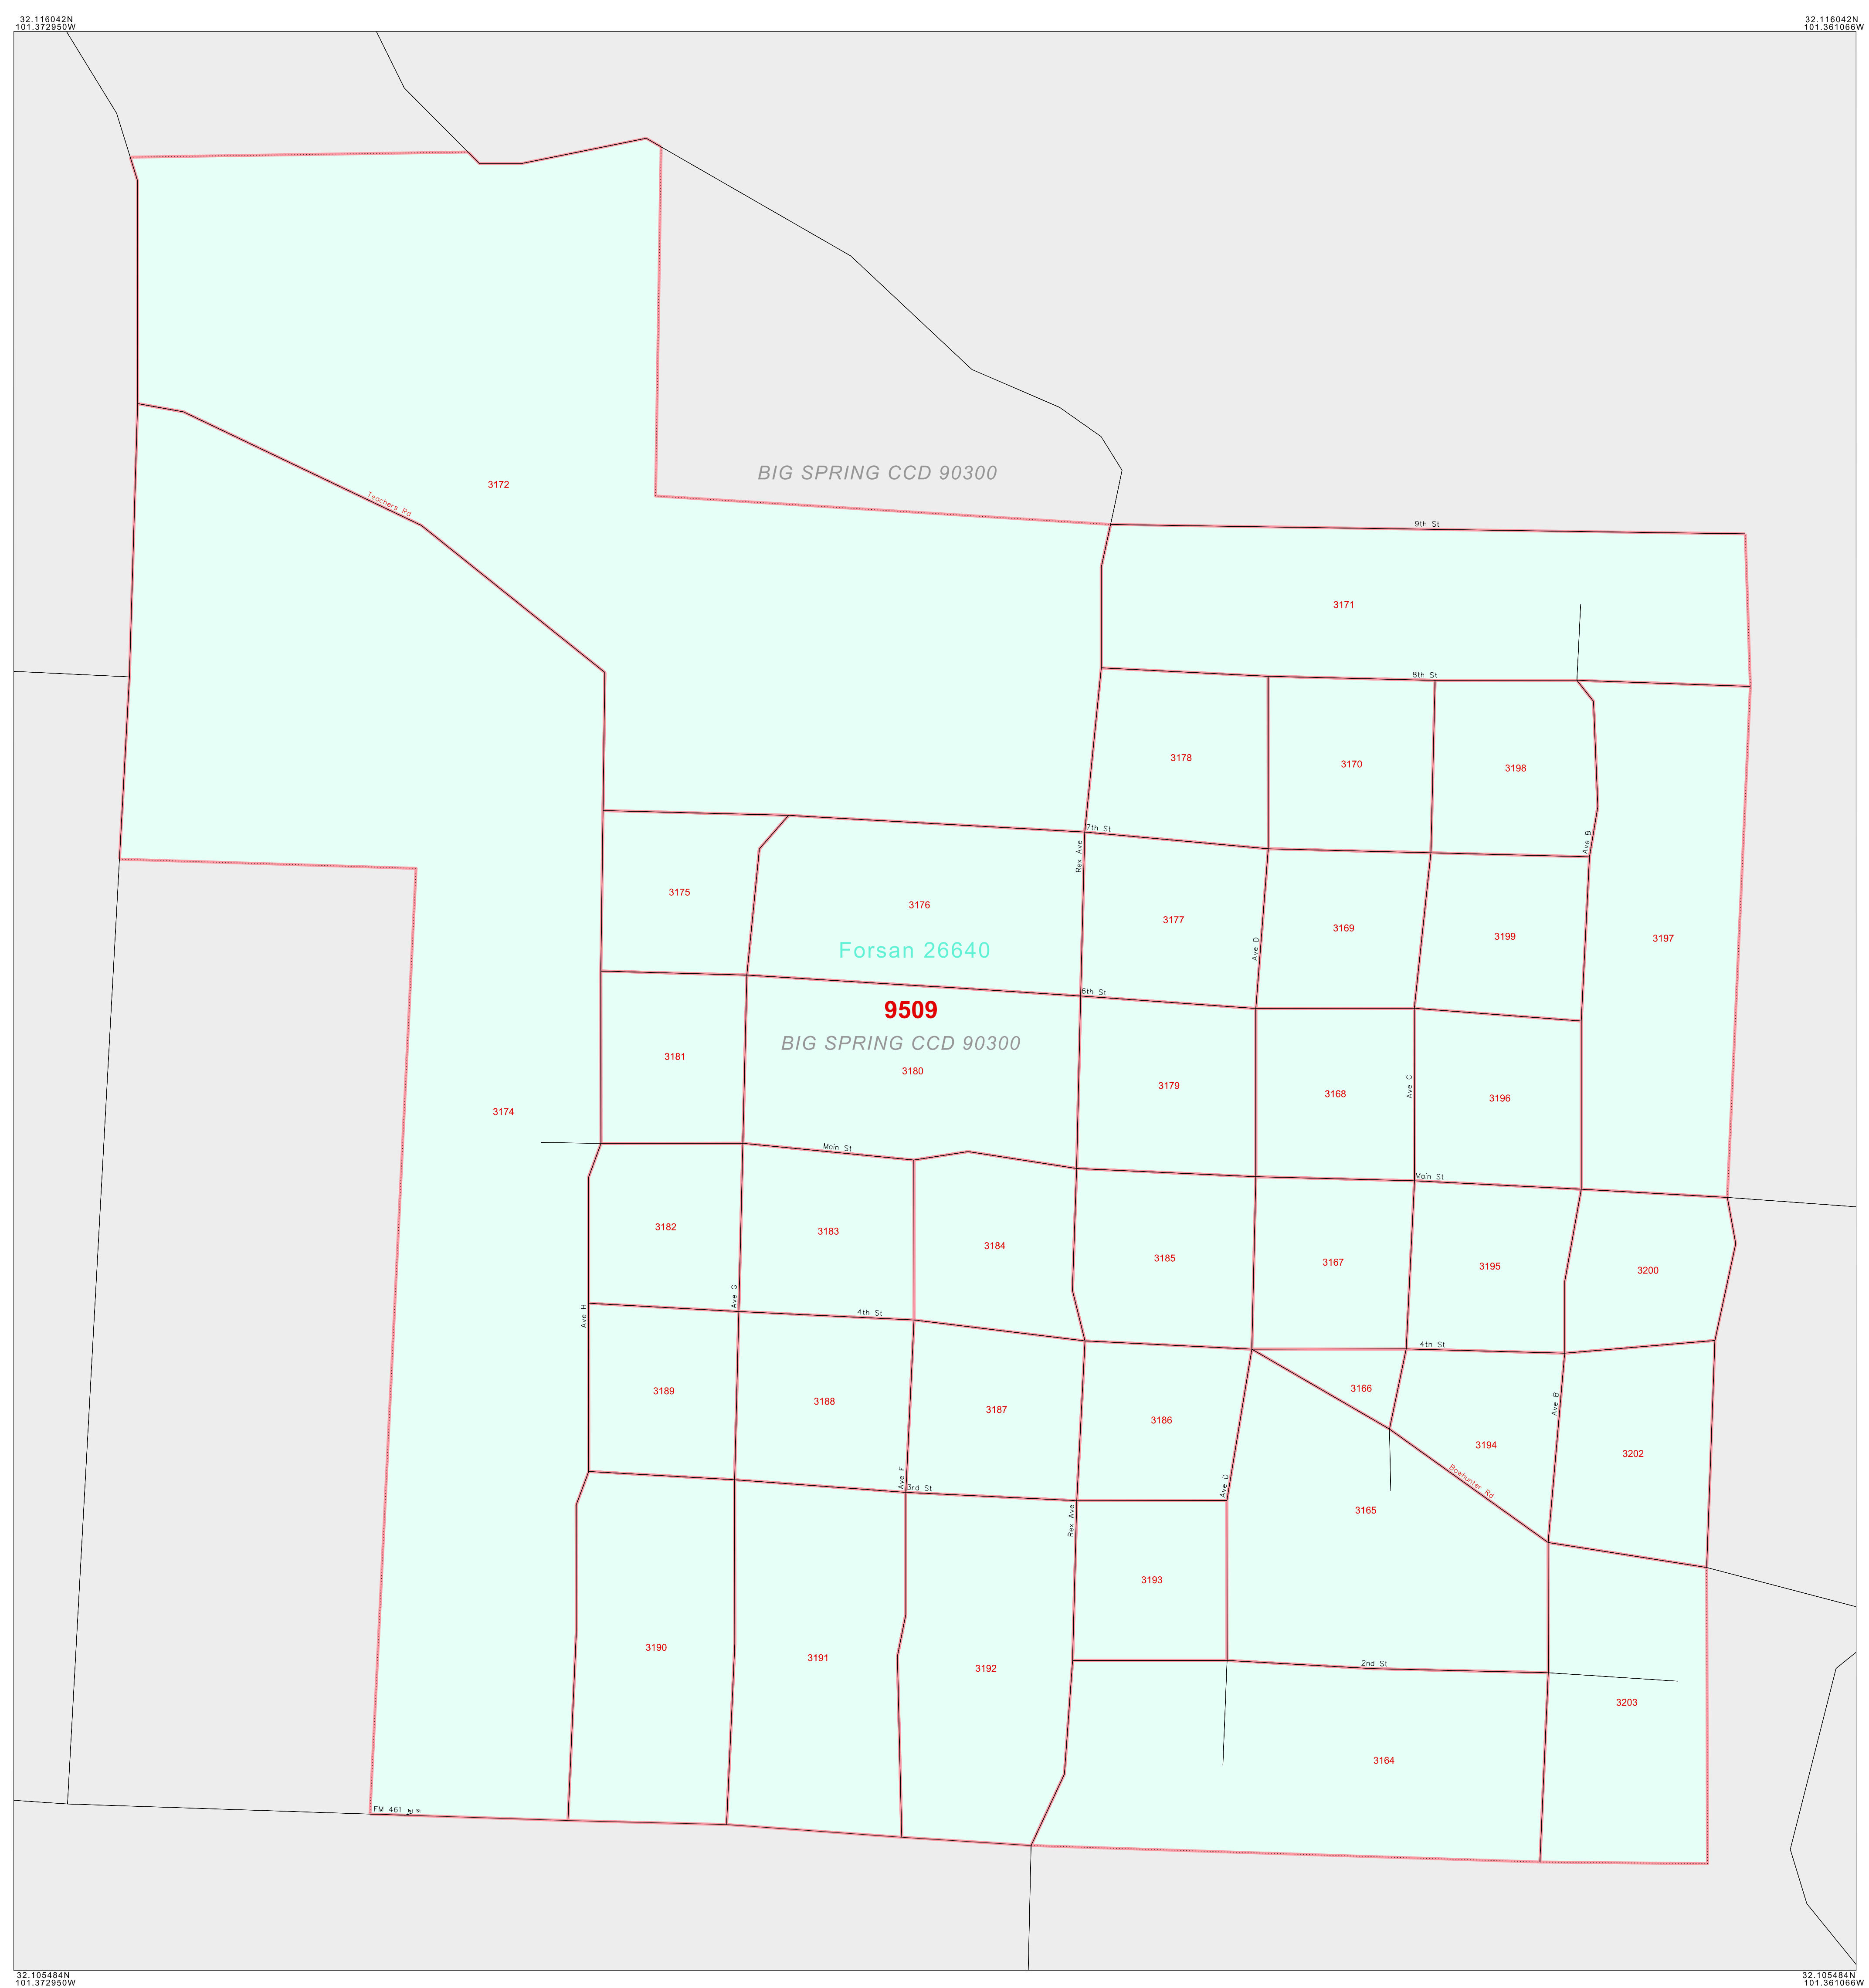 32.116042N
101.372950W
32.116042N
101.361066W
BIG SPRING CCD 90300
3172
Teachers Rd
9th St
3171
8th St
3178
3170
3198
7th St
Rex Ave
Ave B
3175
3176
3177
3169
3199
3197
Ave D
Forsan 26640
6th St
9509
BIG SPRING CCD 90300
3181
3180
3179
3168
Ave C
3196
3174
Main St
Main St
3182
3183
3184
3185
3167
3195
3200
Ave H
Ave G
4th St
4th St
3189
3188
3187
3186
3166
Ave B
3194
3202
Ave F
3rd St
Rex Ave
Ave D
Bowhunter Rd
3165
3193
3190
3191
3192
2nd St
3203
3164
FM 461
32.105484N
101.372950W
32.105484N
101.361066W